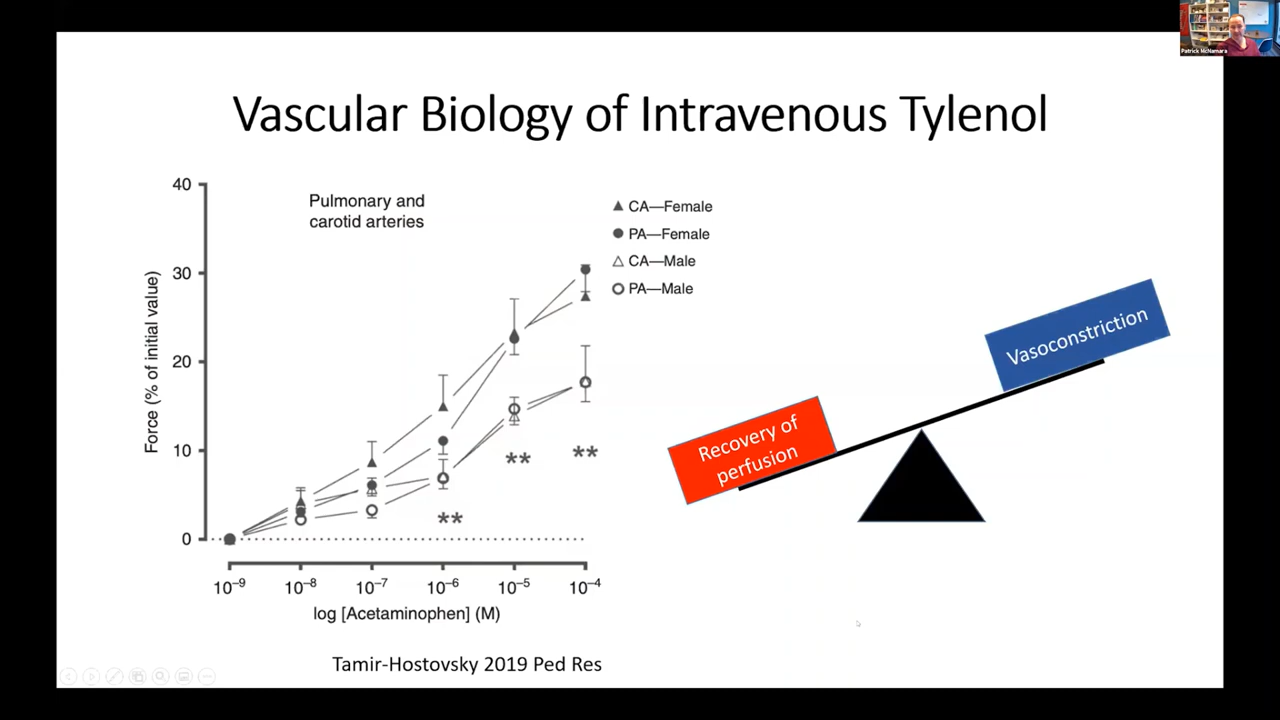 Patrick McNamara
Vascular Biology of Intravenous Tylenol
Pulmonary and
carotid arteries
CA—Female
PA—Female
CA—Male
PA—Male
Force (% of initial value)
40
30
20
10
0
**
**
**
10⁻⁹
10⁻⁸
10⁻⁷
10⁻⁶
10⁻⁵
10⁻⁴
log [Acetaminophen] (M)
Vasoconstriction
Recovery of
perfusion
Tamir-Hostovsky 2019 Ped Res